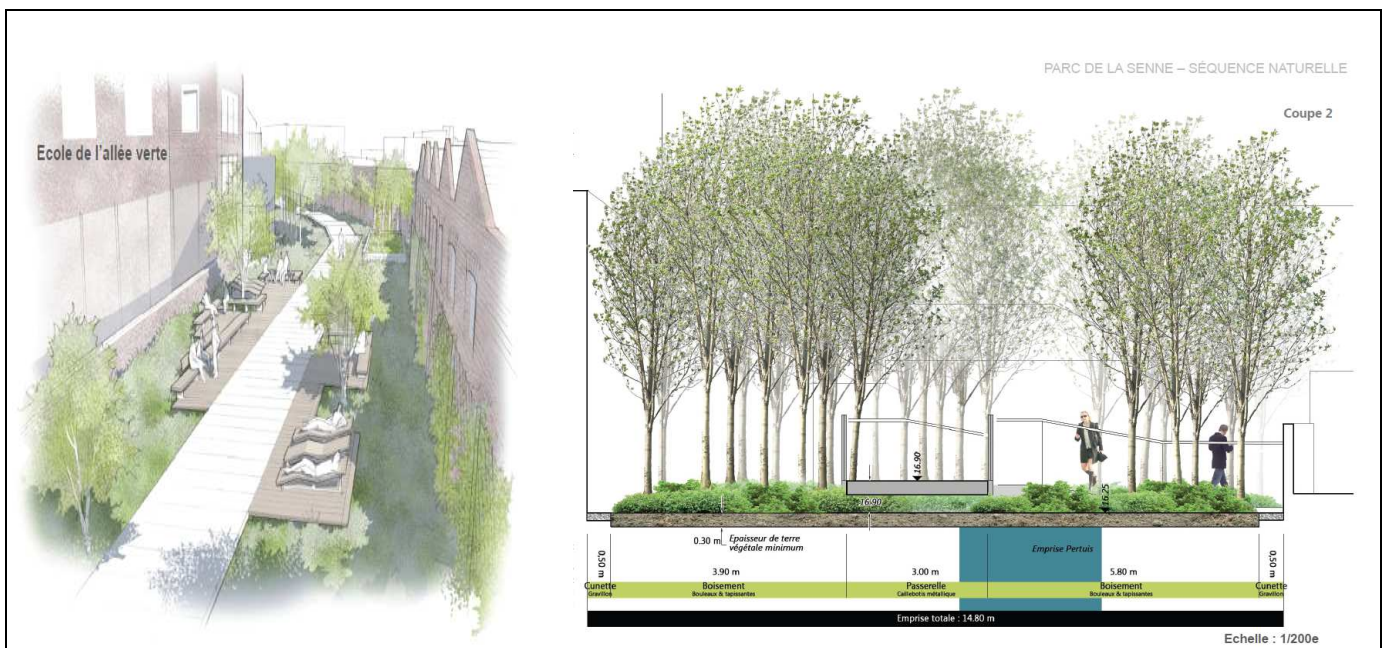 PARC DE LA SENNE – SÉQUENCE NATURELLE
Coupe 2
Ecole de l'allée verte
16.90
16.90
16.25
0.30 m
Epaisseur de terre
végétale minimum
Emprise Pertuis
0.50 m
3.90 m
3.00 m
5.80 m
0.50 m
Cunette
Gravillon
Boisement
Bouleaux & tapissantes
Passerelle
Caillebotis métallique
Boisement
Bouleaux & tapissantes
Cunette
Gravillon
Emprise totale : 14.80 m
Echelle : 1/200e